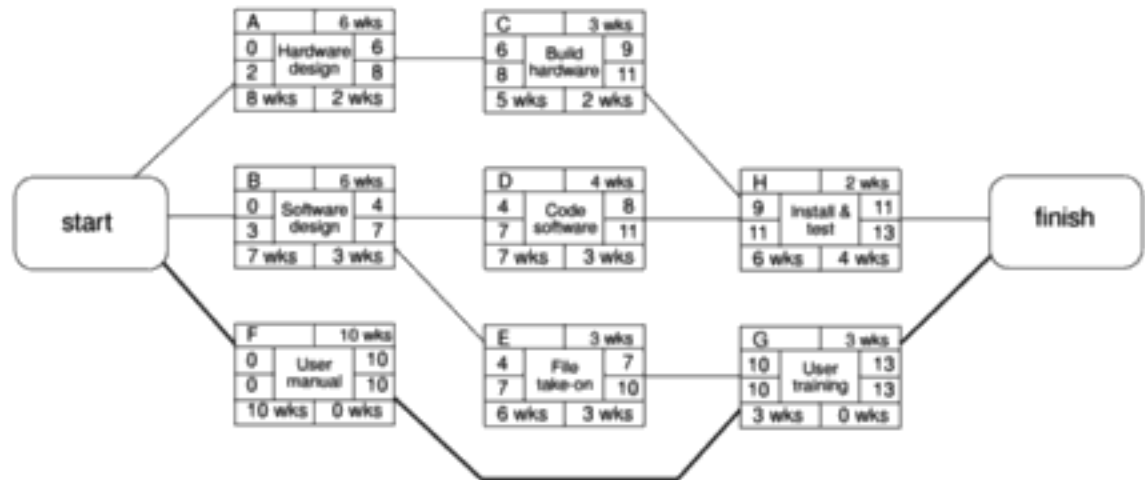 A 6 wks
0 Hardware design 6
2 8
8 wks 2 wks
C 3 wks
6 Build hardware 9
8 11
5 wks 2 wks
start
B 6 wks
0 Software design 4
3 7
7 wks 3 wks
D 4 wks
4 Code software 8
7 11
7 wks 3 wks
H 2 wks
9 Install & test 11
11 13
6 wks 4 wks
finish
F 10 wks
0 User manual 10
0 10
10 wks 0 wks
E 3 wks
4 File take-on 7
7 10
6 wks 3 wks
G 3 wks
10 User training 13
10 13
3 wks 0 wks